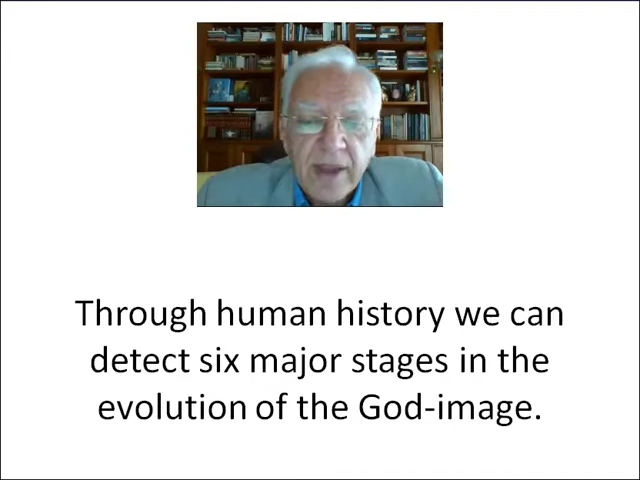 Through human history we can
detect six major stages in the
evolution of the God-image.